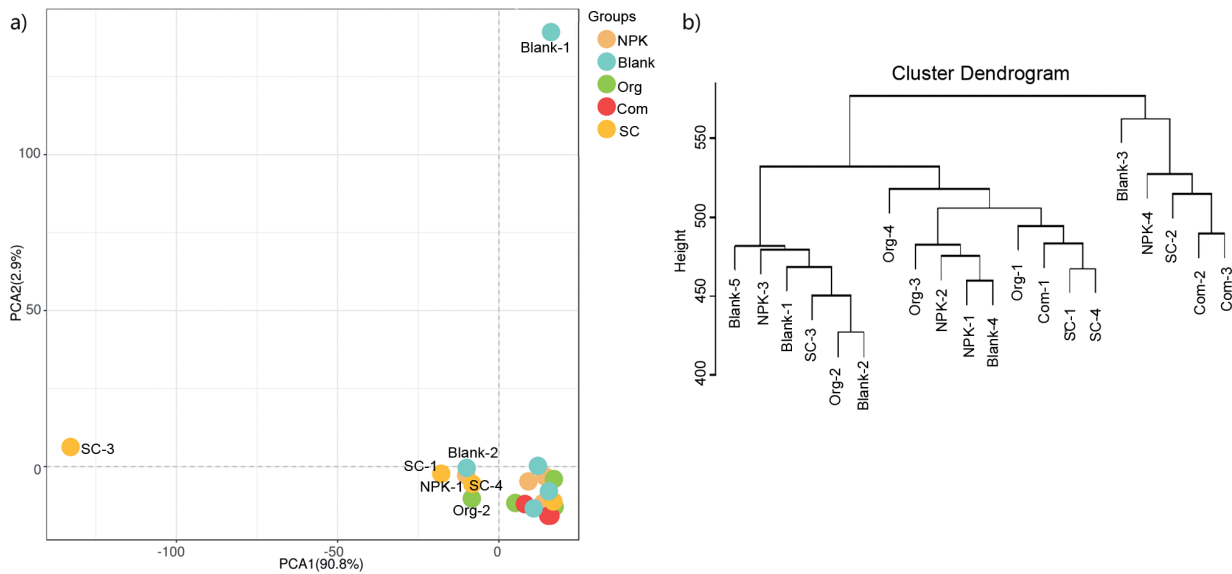 a)
Blank-1
100
50
0
SC-3
Blank-2
SC-1
NPK-1
SC-4
Org-2
-100
-50
0
PCA1(90.8%)
PCA2(2.9%)
Groups
NPK
Blank
Org
Com
SC
b)
Cluster Dendrogram
Height
550
500
450
400
Blank-5
NPK-3
Blank-1
SC-3
Org-2
Blank-2
Org-4
Org-3
NPK-2
NPK-1
Blank-4
Org-1
Com-1
SC-1
SC-4
Blank-3
NPK-4
SC-2
Com-2
Com-3